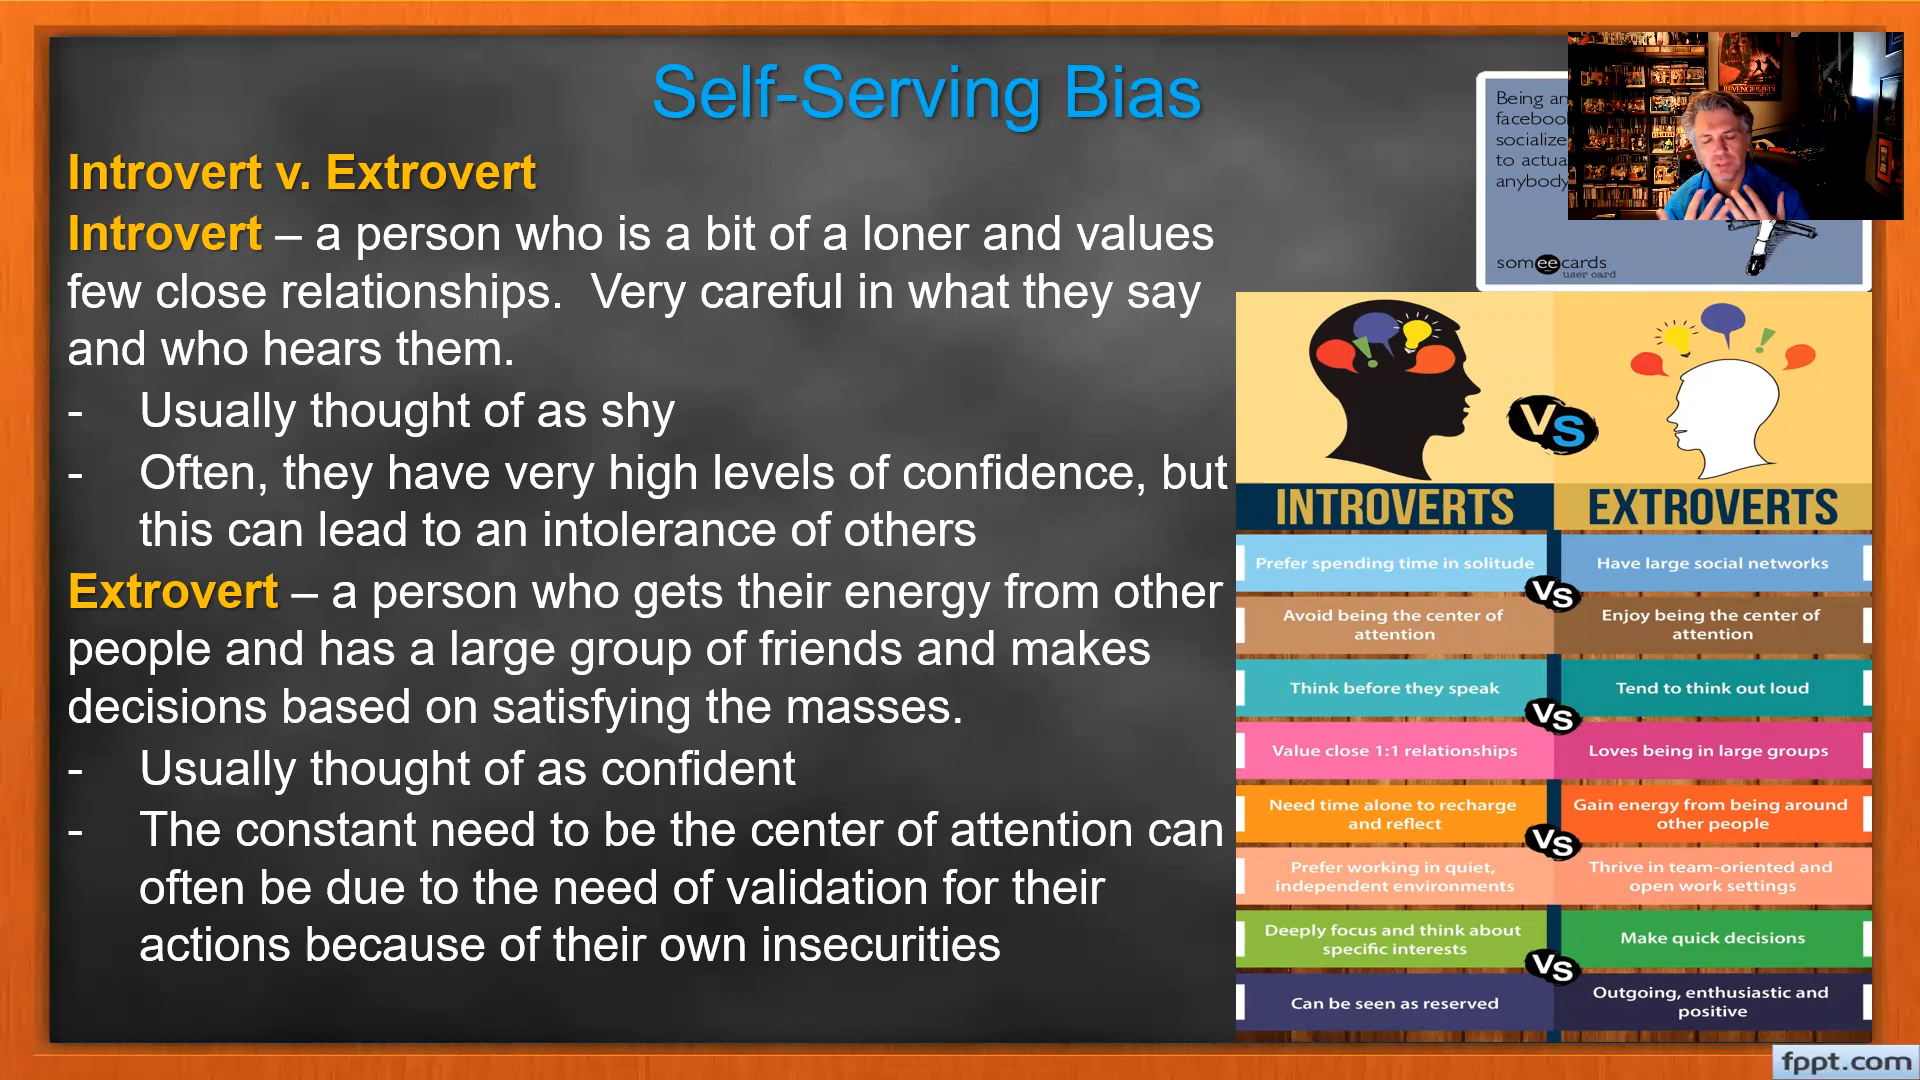 Self-Serving Bias
Introvert v. Extrovert
Introvert – a person who is a bit of a loner and values
few close relationships.  Very careful in what they say
and who hears them.
- Usually thought of as shy
- Often, they have very high levels of confidence, but
this can lead to an intolerance of others
Extrovert – a person who gets their energy from other
people and has a large group of friends and makes
decisions based on satisfying the masses.
- Usually thought of as confident
- The constant need to be the center of attention can
often be due to the need of validation for their
actions because of their own insecurities
Being an
socialize
to actua
anybody
somee cards
user card
REVENGE
VS
INTROVERTS
EXTROVERTS
Prefer spending time in solitude
VS
Have large social networks
Avoid being the center of
attention
Enjoy being the center of
attention
Think before they speak
VS
Tend to think out loud
Value close 1:1 relationships
Loves being in large groups
Need time alone to recharge
and reflect
VS
Gain energy from being around
other people
Prefer working in quiet,
independent environments
Thrive in team-oriented and
open work settings
Deeply focus and think about
specific interests
VS
Make quick decisions
Can be seen as reserved
Outgoing, enthusiastic and
positive
fppt.com